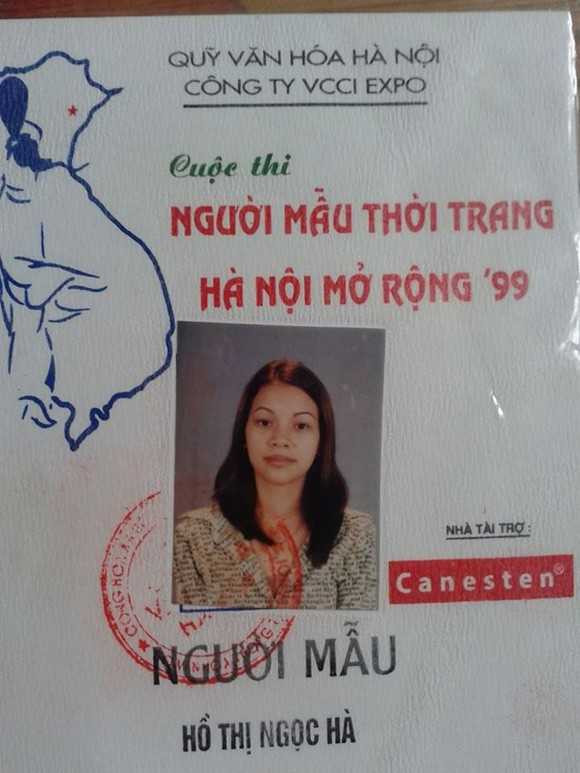 QUỸ VĂN HÓA HÀ NỘI
CÔNG TY VCCI EXPO
Cuộc thi
NGƯỜI MẪU THỜI TRANG
HÀ NỘI MỞ RỘNG '99
NHÀ TÀI TRỢ :
Canesten®
NGƯỜI MẪU
HỒ THỊ NGỌC HÀ